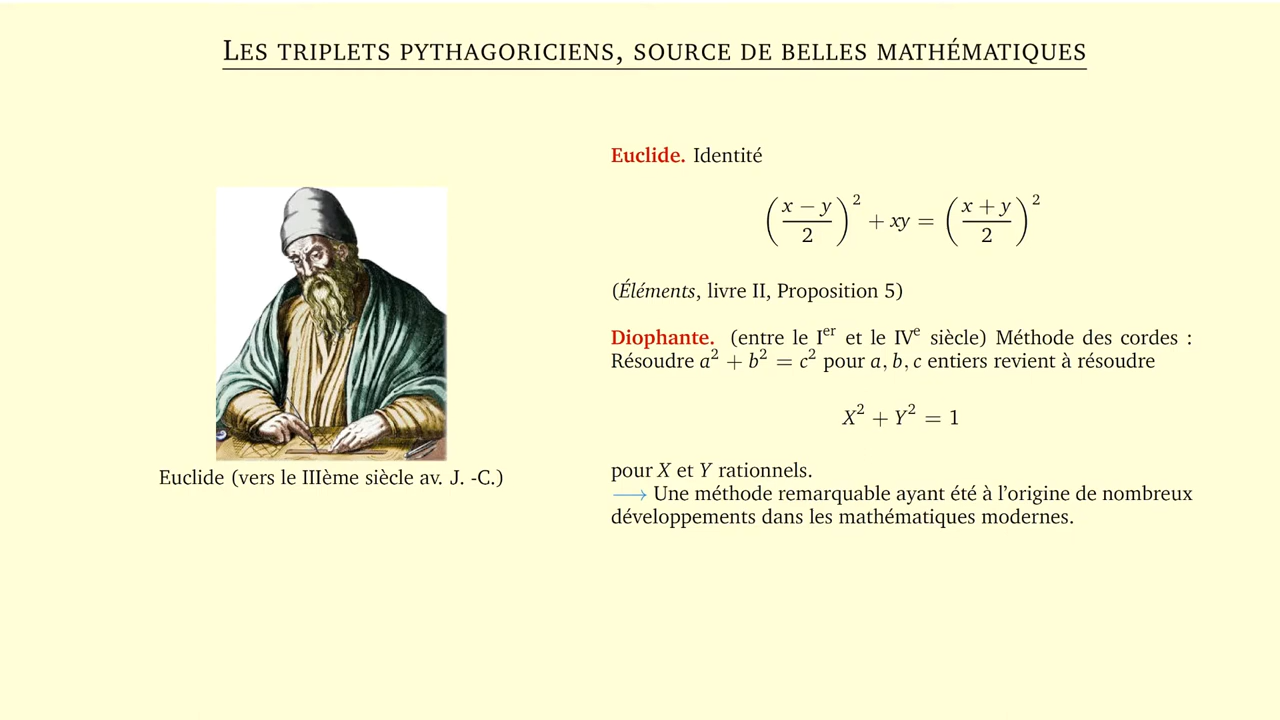 LES TRIPLETS PYTHAGORICIENS, SOURCE DE BELLES MATHÉMATIQUES
Euclide. Identité
(x − y / 2)² + xy = (x + y / 2)²
(Éléments, livre II, Proposition 5)
Diophante. (entre le Iᵉʳ et le IVᵉ siècle) Méthode des cordes :
Résoudre a² + b² = c² pour a, b, c entiers revient à résoudre
X² + Y² = 1
pour X et Y rationnels.
⟶ Une méthode remarquable ayant été à l’origine de nombreux
développements dans les mathématiques modernes.
Euclide (vers le IIIème siècle av. J. -C.)